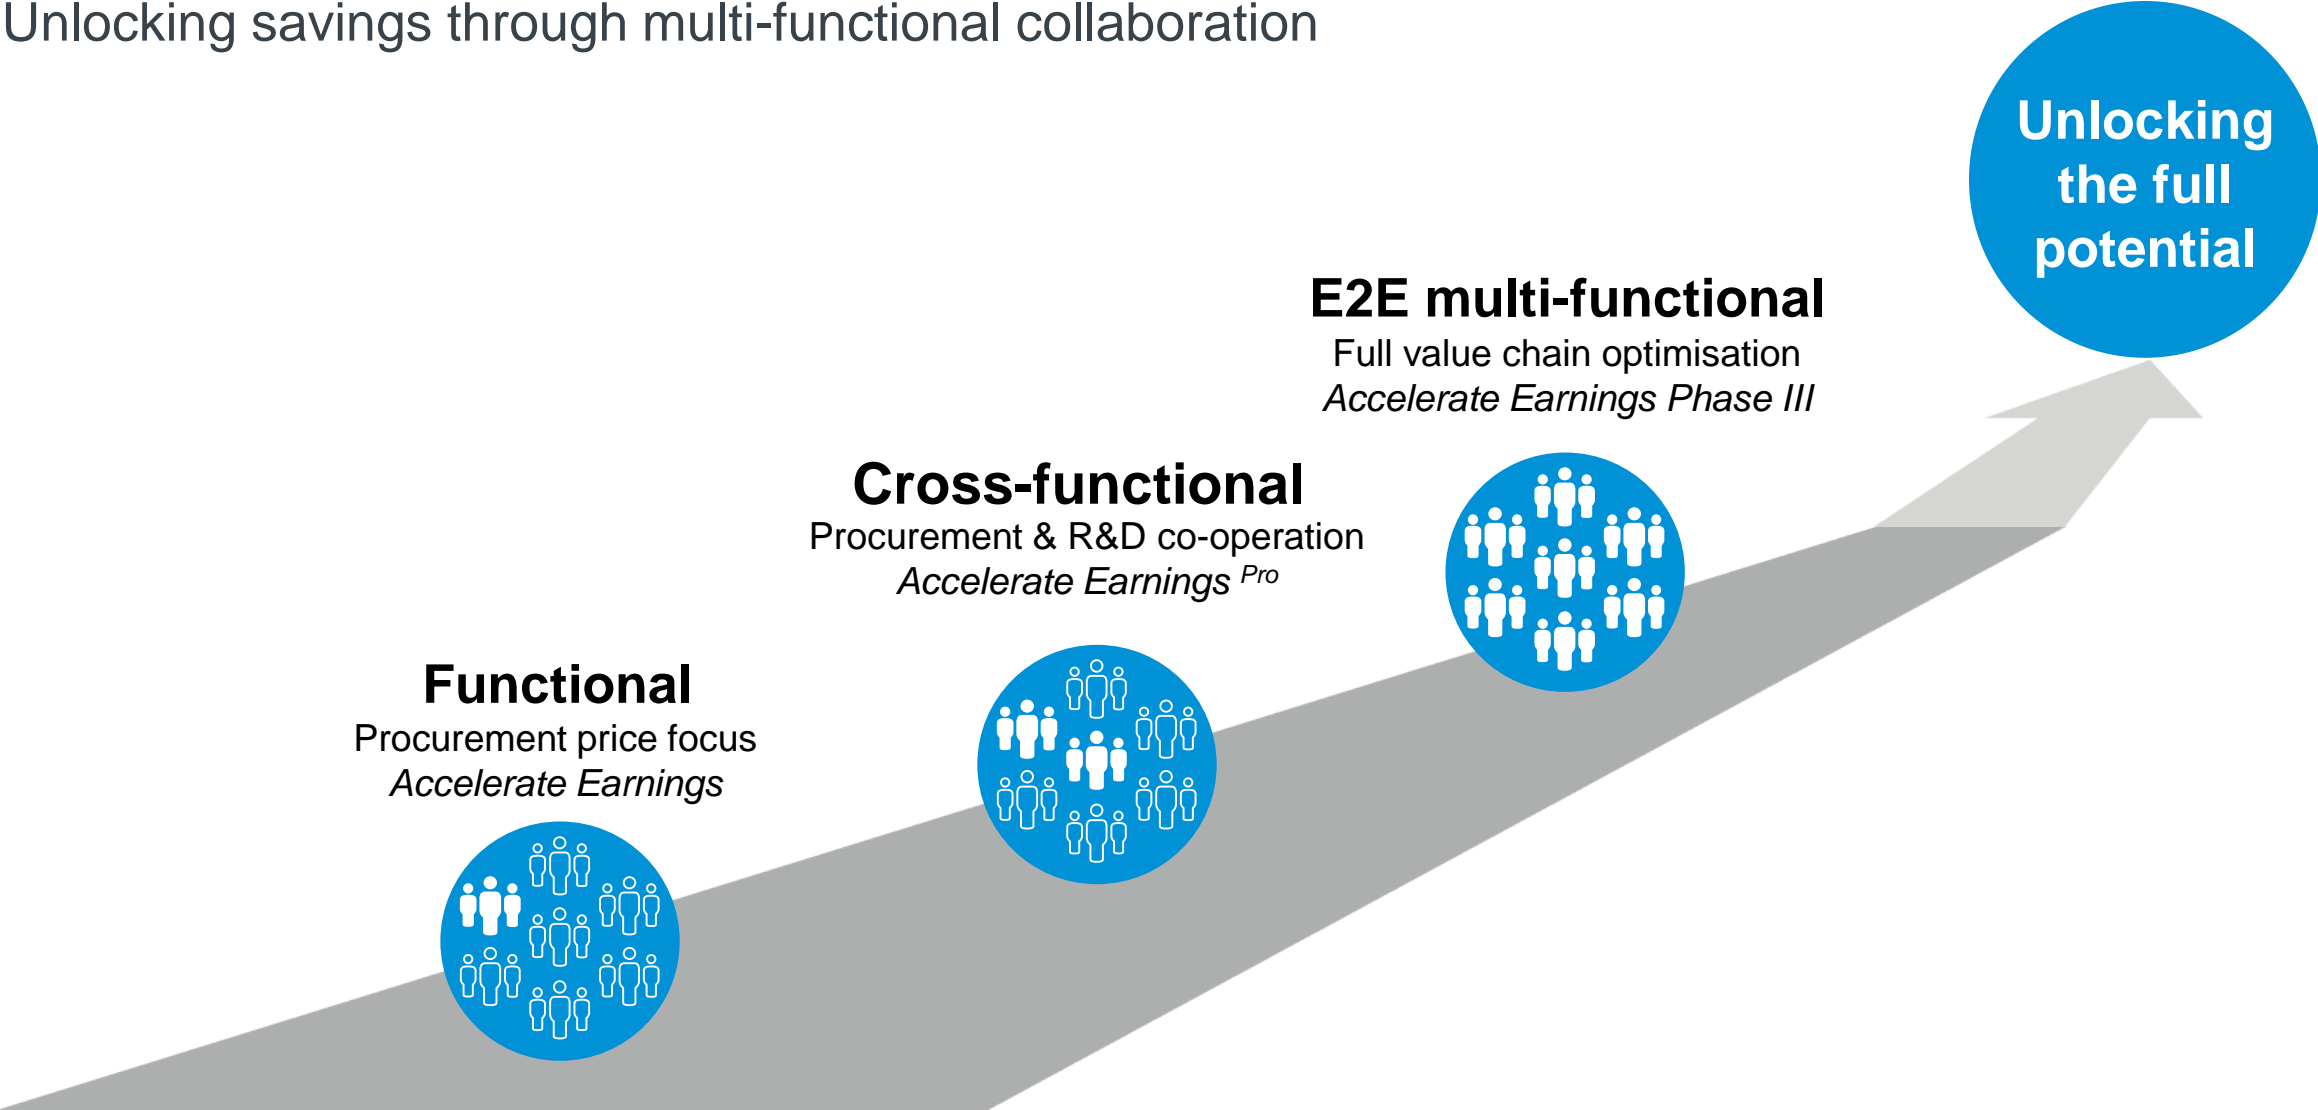 Unlocking savings through multi-functional collaboration
Unlocking
the full
potential
E2E multi-functional
Full value chain optimisation
Accelerate Earnings Phase III
Cross-functional
Procurement & R&D co-operation
Accelerate Earnings Pro
Functional
Procurement price focus
Accelerate Earnings